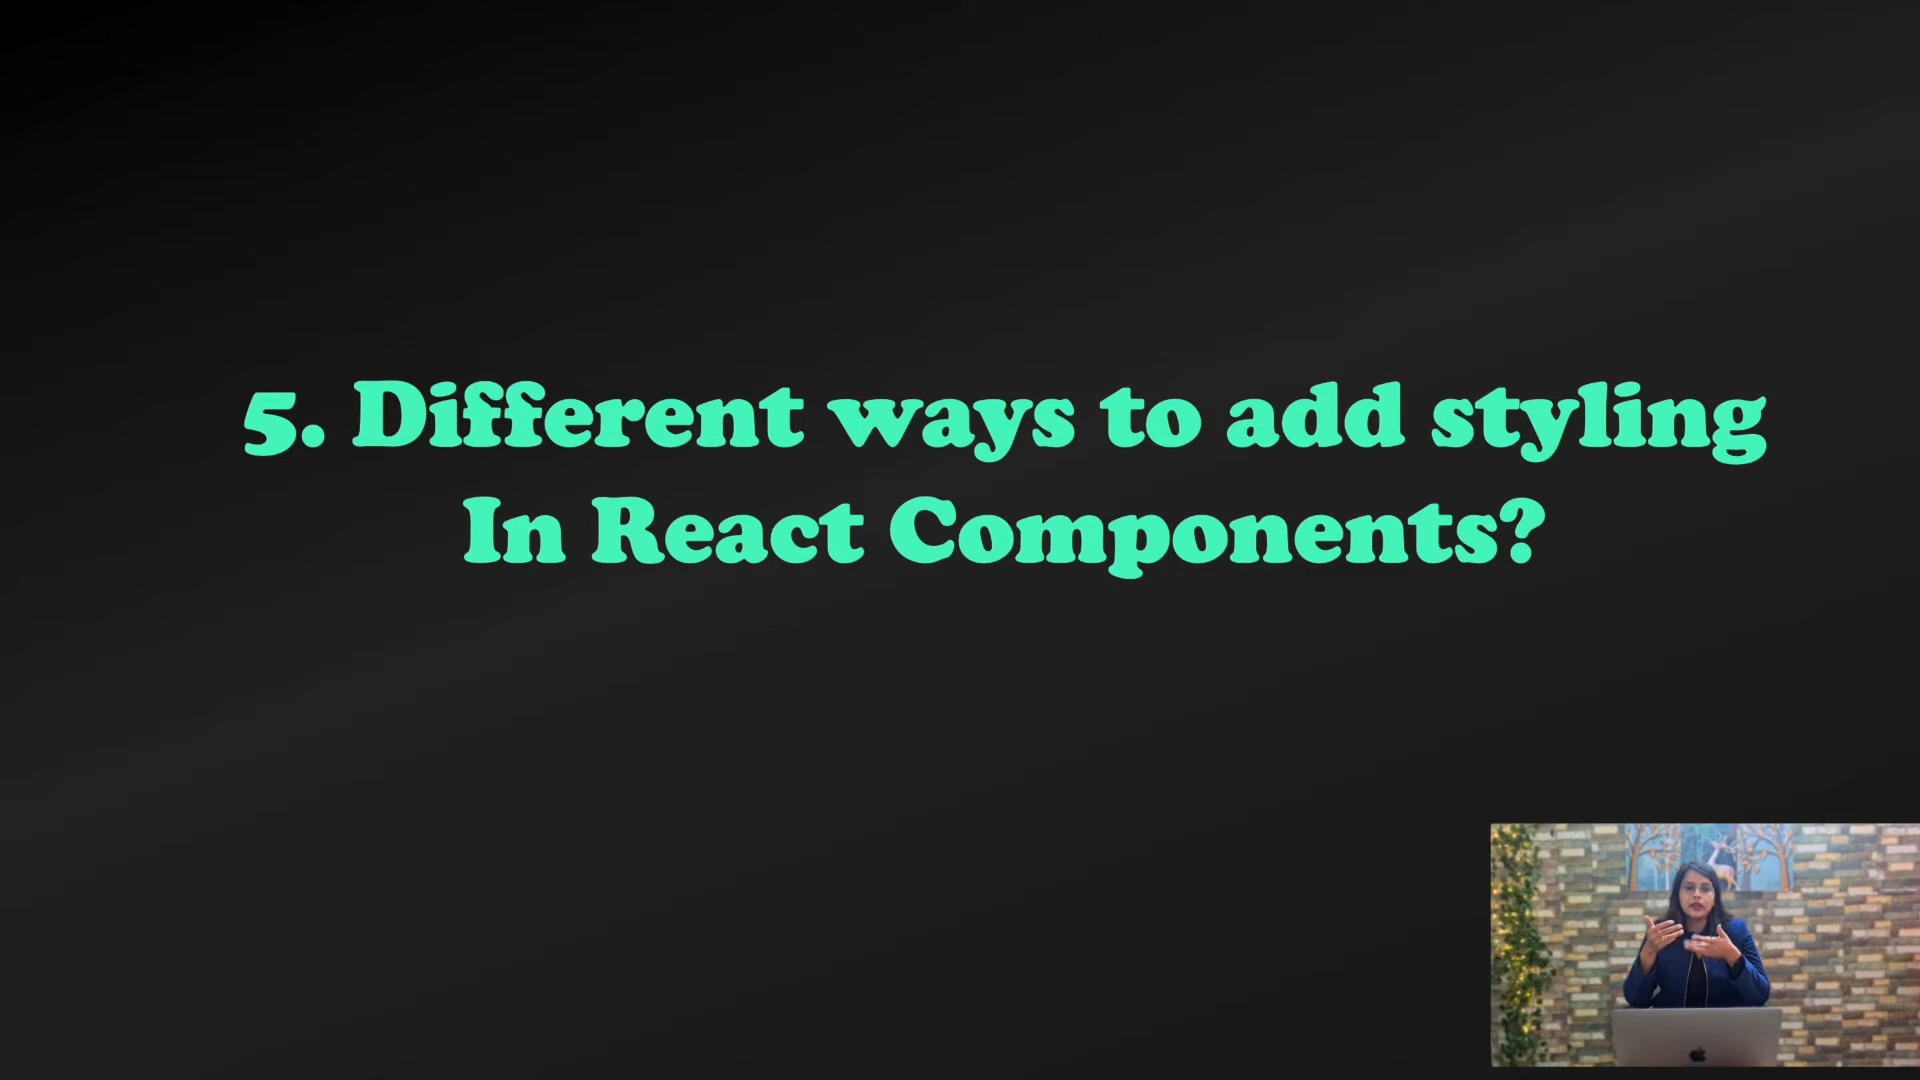 5. Different ways to add styling
In React Components?